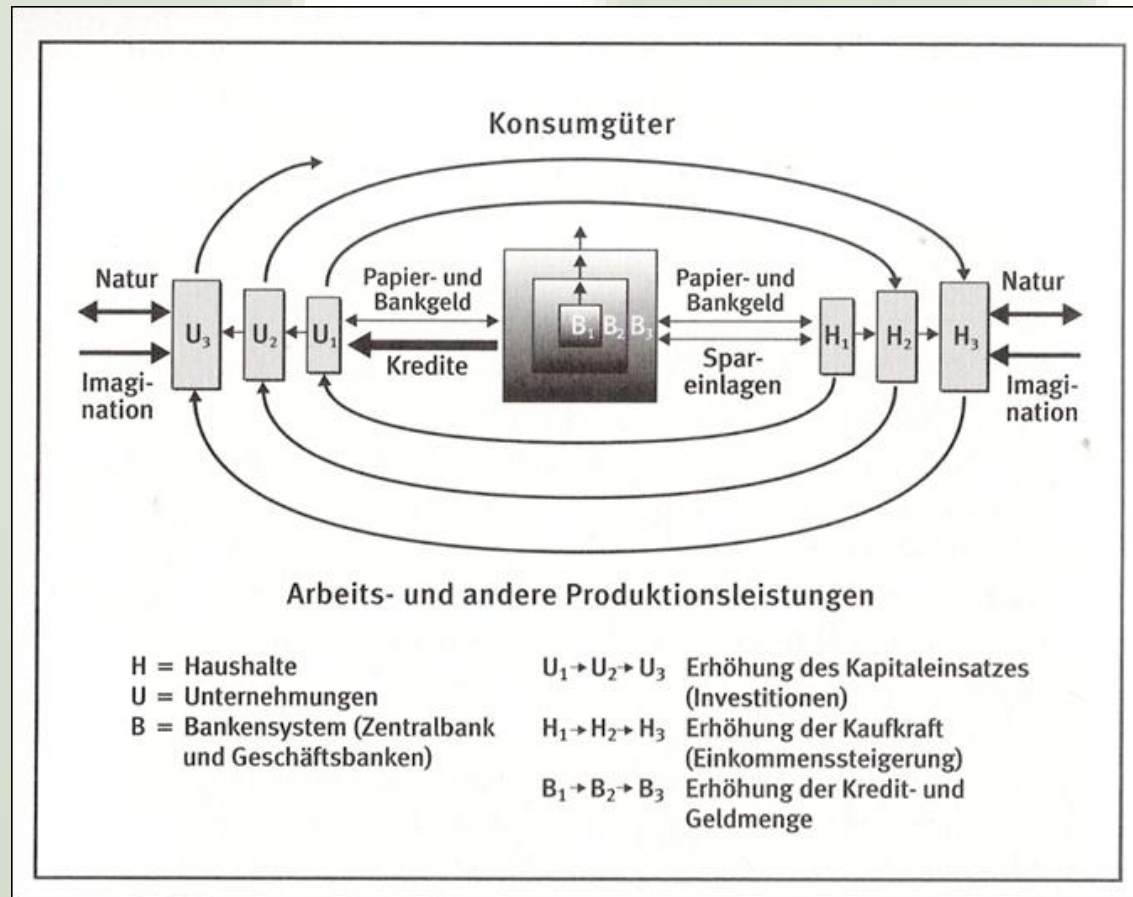 Konsumgüter
Natur
Imagi-
nation
U₃
U₂
U₁
Papier- und
Bankgeld
Kredite
B₁ B₂ B₃
Papier- und
Bankgeld
Spar-
einlagen
H₁
H₂
H₃
Natur
Imagi-
nation
Arbeits- und andere Produktionsleistungen
H = Haushalte
U = Unternehmungen
B = Bankensystem (Zentralbank
und Geschäftsbanken)
U₁→U₂→U₃ Erhöhung des Kapitaleinsatzes
(Investitionen)
H₁→H₂→H₃ Erhöhung der Kaufkraft
(Einkommenssteigerung)
B₁→B₂→B₃ Erhöhung der Kredit- und
Geldmenge